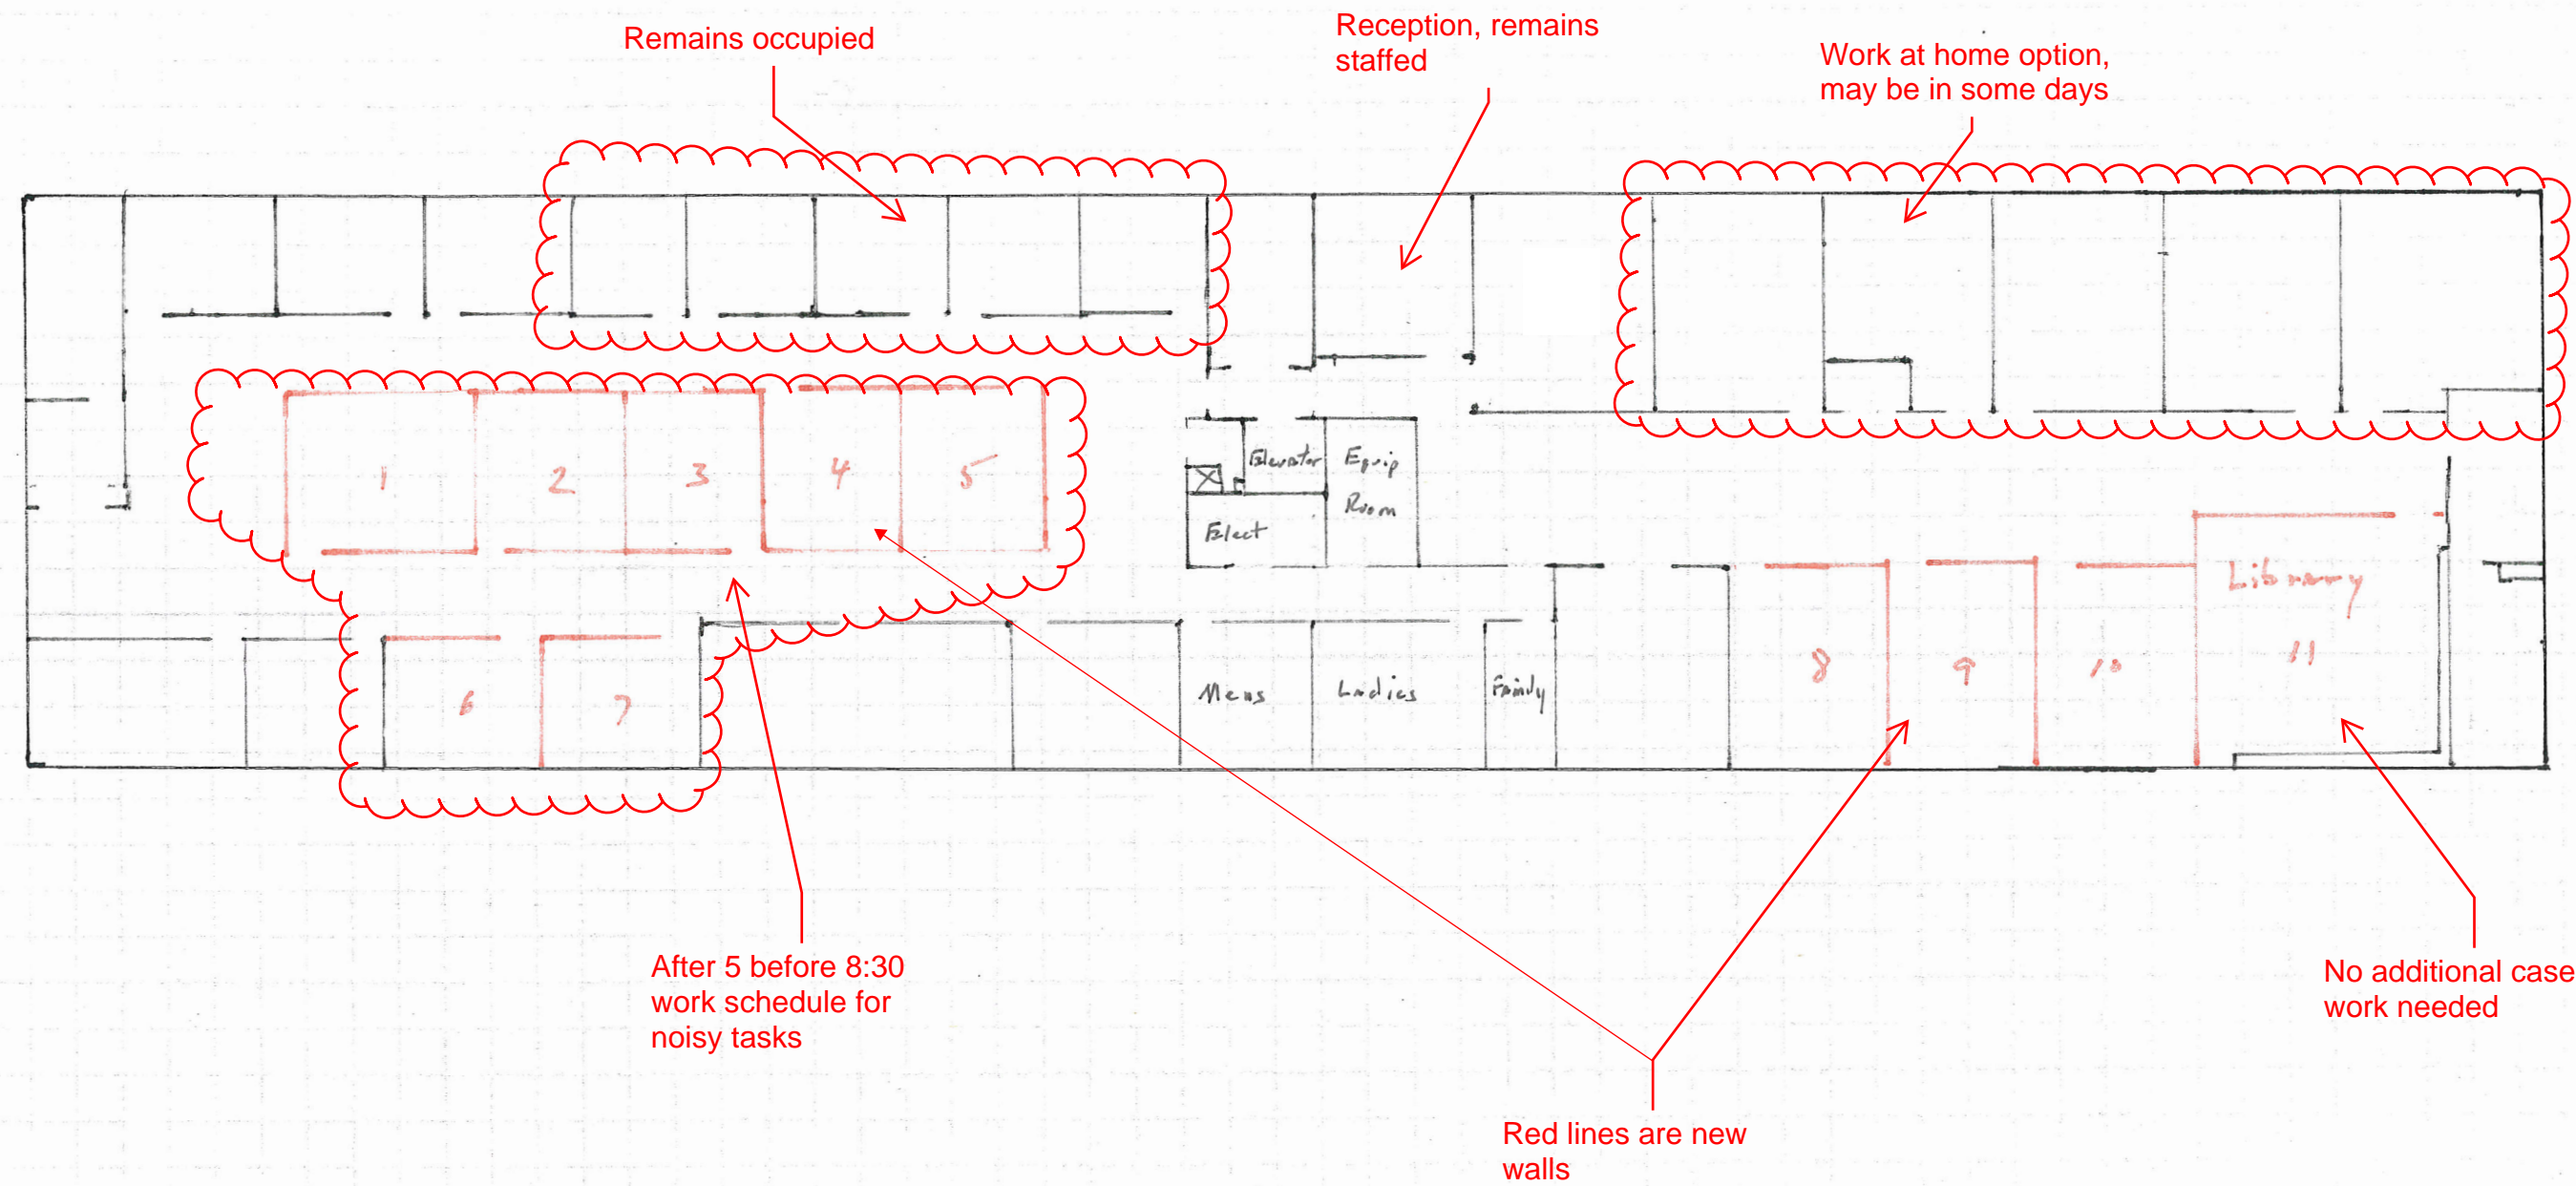 Remains occupied
Reception, remains
staffed
Work at home option,
may be in some days
1
2
3
4
5
Elevator
Equip
Room
Elect
Library
11
6
7
Mens
Ladies
Family
8
9
10
After 5 before 8:30
work schedule for
noisy tasks
No additional case
work needed
Red lines are new
walls